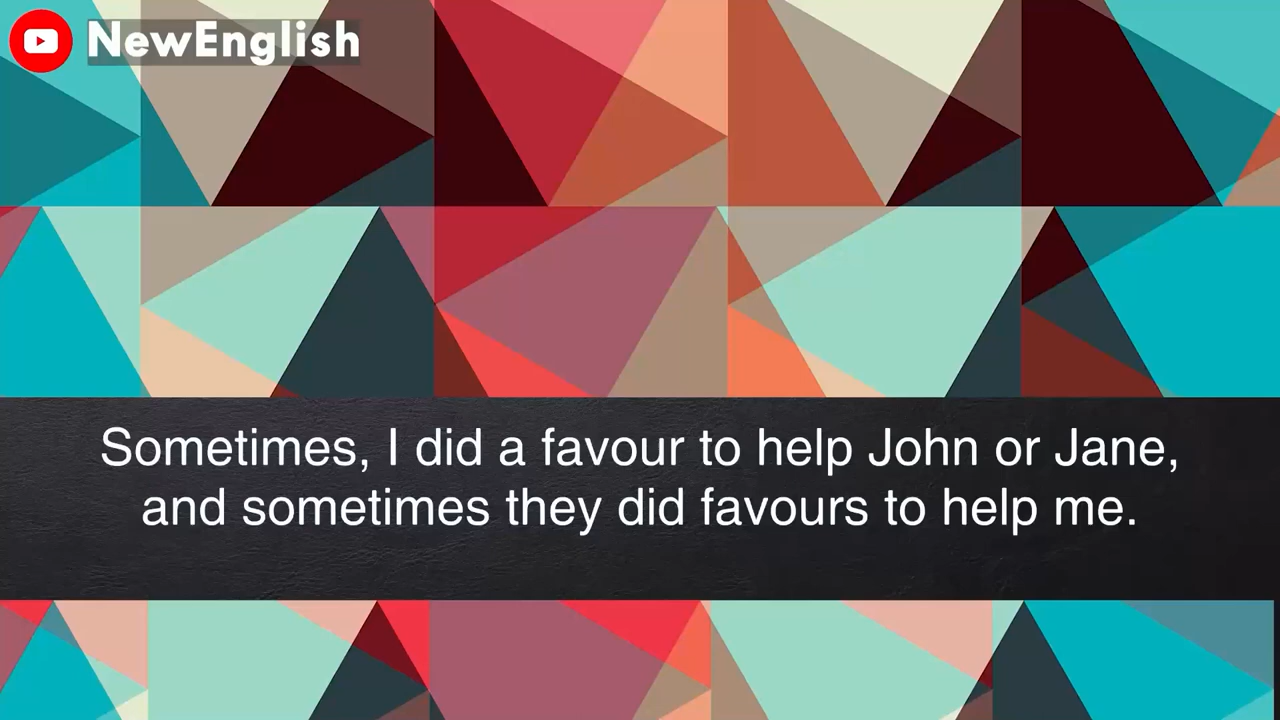 NewEnglish
Sometimes, I did a favour to help John or Jane,
and sometimes they did favours to help me.